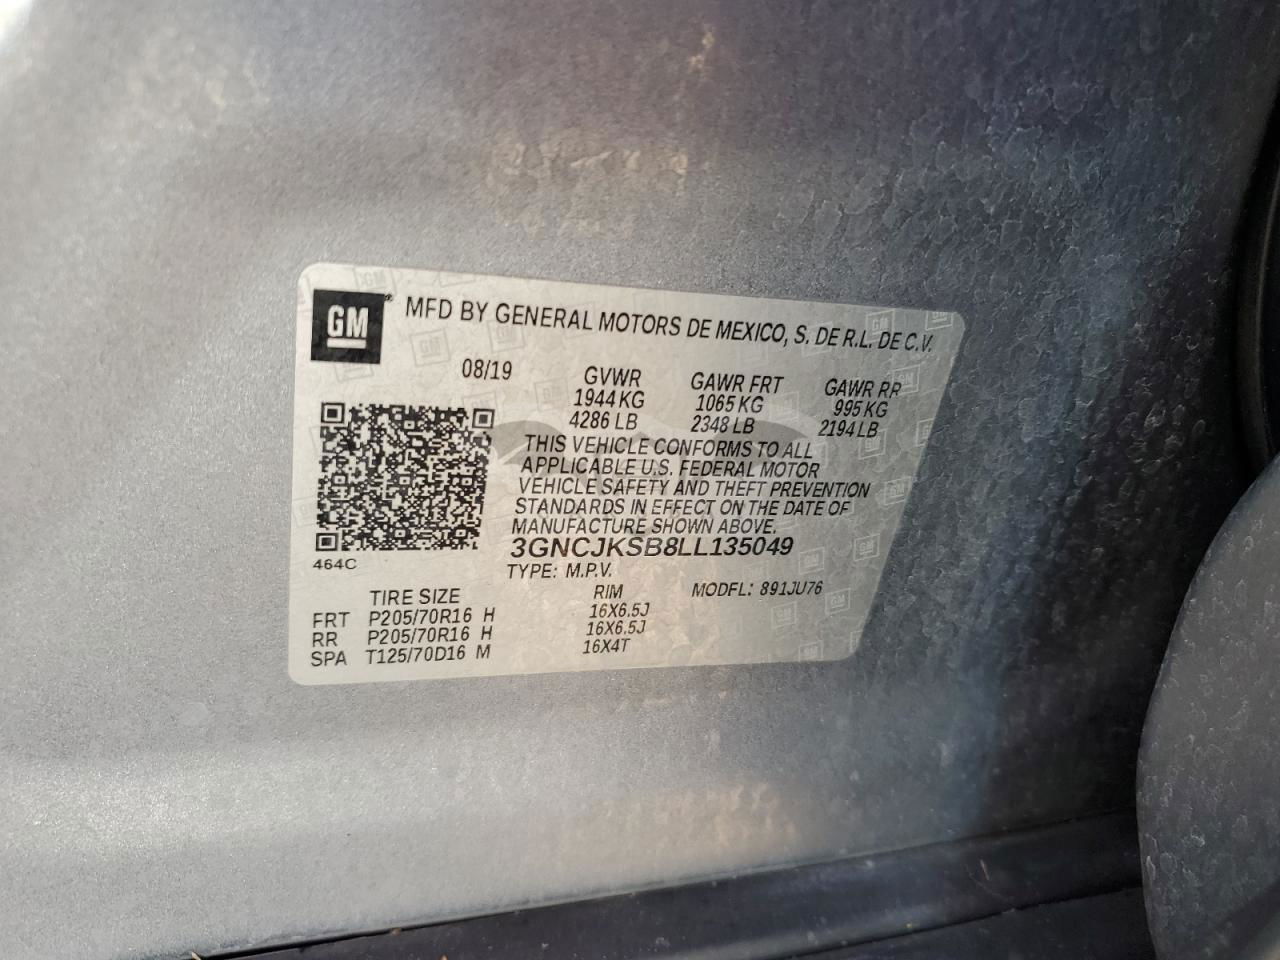 GM ® MFD BY GENERAL MOTORS DE MEXICO, S. DE R.L. DE C.V.
08/19 GVWR GAWR FRT GAWR RR
1944 KG 1065 KG 995 KG
4286 LB 2348 LB 2194 LB
THIS VEHICLE CONFORMS TO ALL
APPLICABLE U.S. FEDERAL MOTOR
VEHICLE SAFETY AND THEFT PREVENTION
STANDARDS IN EFFECT ON THE DATE OF
MANUFACTURE SHOWN ABOVE.
3GNCJKSB8LL135049
464C
TYPE: M.P.V.
TIRE SIZE RIM MODFL: 891JU76
FRT P205/70R16 H 16X6.5J
RR P205/70R16 H 16X6.5J
SPA T125/70D16 M 16X4T